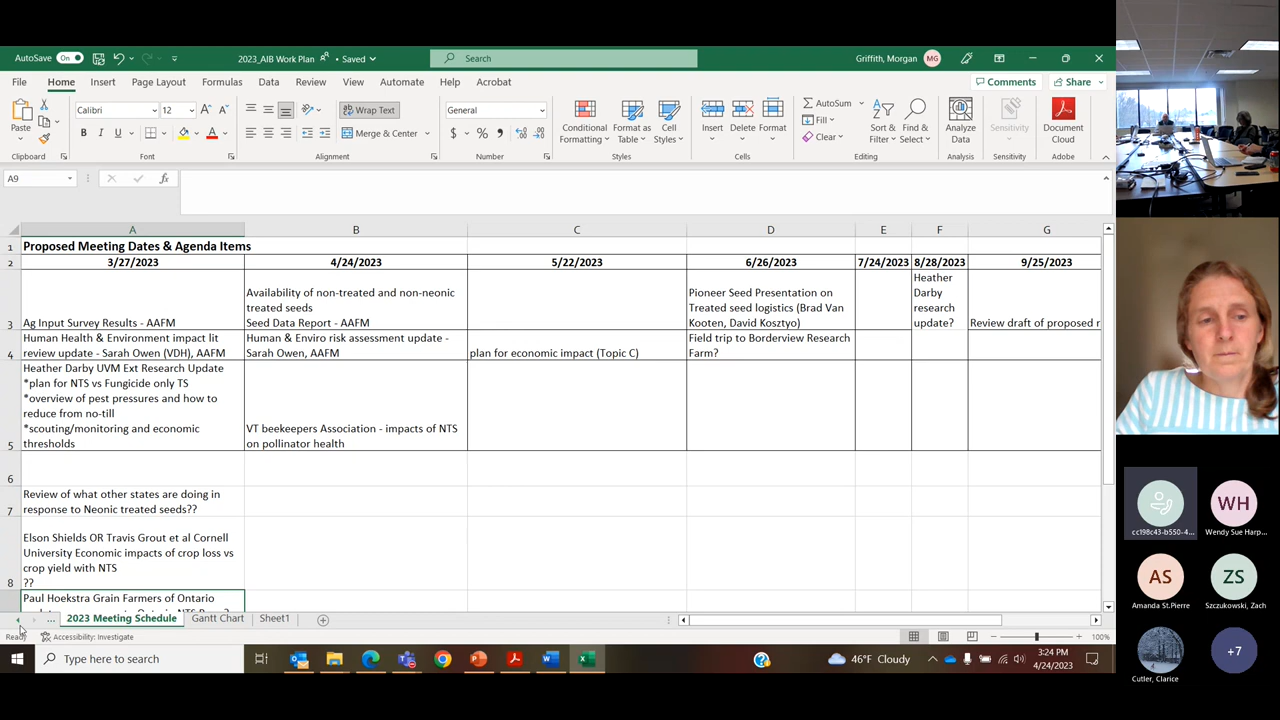 AutoSave On 2023_AIB Work Plan • Saved Search Griffith, Morgan MG
File Home Insert Page Layout Formulas Data Review View Automate Help Acrobat Comments Share
Paste Calibri 12 Wrap Text General Conditional Formatting Format as Table Cell Styles Insert Delete Format AutoSum Fill Clear Sort & Filter Find & Select Analyze Data Sensitivity Document Cloud
B I U Merge & Center $ %
Clipboard Font Alignment Number Styles Cells Editing Analysis Sensitivity Adobe
A9 fx
A B C D E F G
1 Proposed Meeting Dates & Agenda Items
2 3/27/2023 4/24/2023 5/22/2023 6/26/2023 7/24/2023 8/28/2023 9/25/2023
3 Ag Input Survey Results - AAFM
Availability of non-treated and non-neonic
treated seeds
Seed Data Report - AAFM
Pioneer Seed Presentation on
Treated seed logistics (Brad Van
Kooten, David Kosztyo)
Heather
Darby
research
update?
Review draft of proposed r
4 Human Health & Environment impact lit
review update - Sarah Owen (VDH), AAFM
Human & Enviro risk assessment update -
Sarah Owen, AAFM
plan for economic impact (Topic C)
Field trip to Borderview Research
Farm?
5 Heather Darby UVM Ext Research Update
*plan for NTS vs Fungicide only TS
*overview of pest pressures and how to
reduce from no-till
*scouting/monitoring and economic
thresholds
VT beekeepers Association - impacts of NTS
on pollinator health
6
7 Review of what other states are doing in
response to Neonic treated seeds??
8 Elson Shields OR Travis Grout et al Cornell
University Economic impacts of crop loss vs
crop yield with NTS
??
Paul Hoekstra Grain Farmers of Ontario
... 2023 Meeting Schedule Gantt Chart Sheet1
Ready Accessibility: Investigate 100%
Type here to search 46°F Cloudy 3:24 PM
4/24/2023
cc198c43-b550-4...
WH
Wendy Sue Harp...
AS
Amanda St.Pierre
ZS
Szczukowski, Zach
Cutler, Clarice
+7